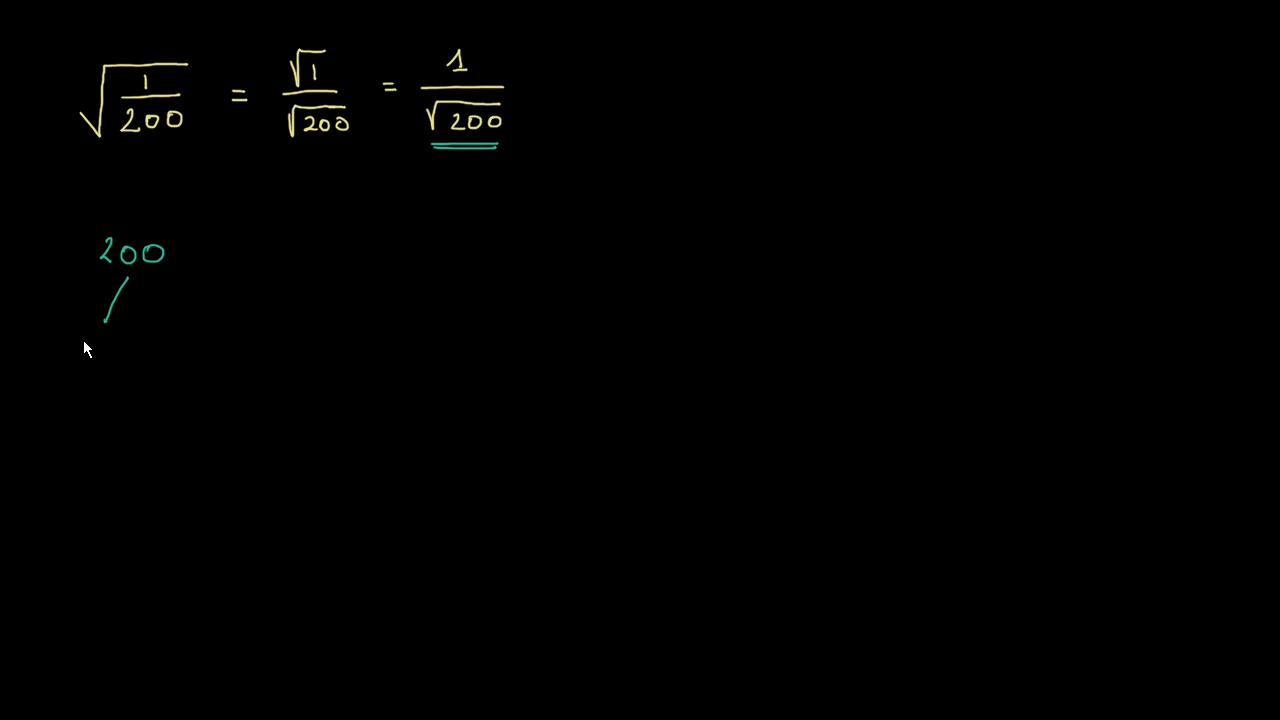 √(1/200) = √1/√200 = 1/√200
200